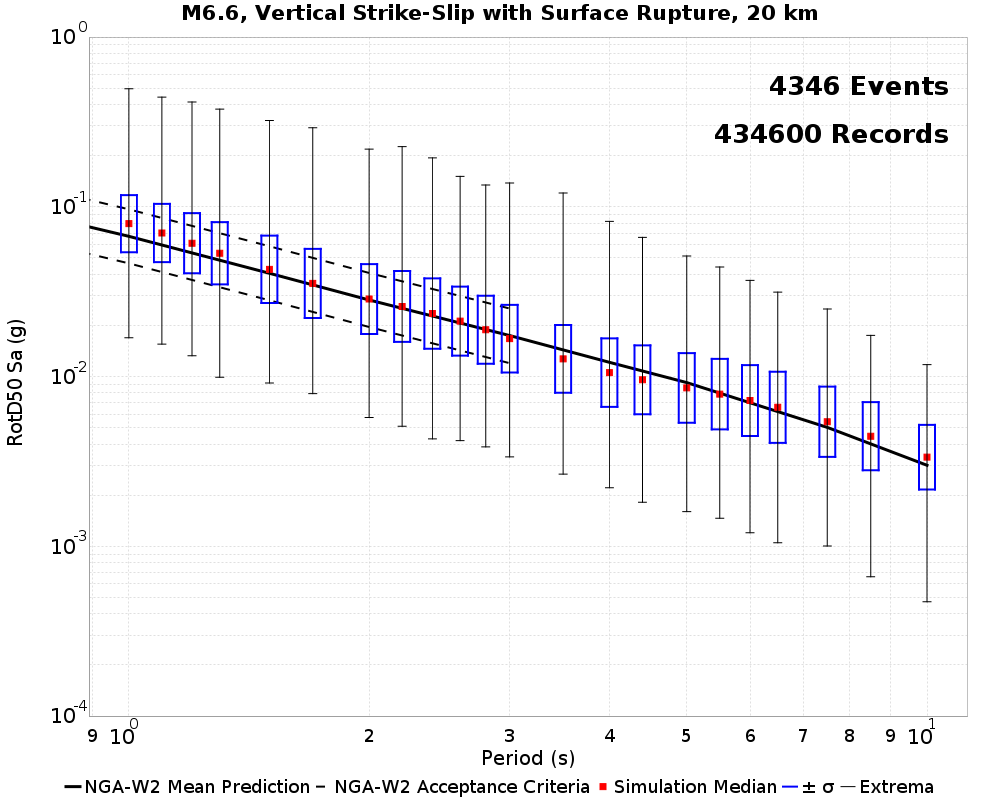 M6.6, Vertical Strike-Slip with Surface Rupture, 20 km
4346 Events
434600 Records
RotD50 Sa (g)
10^0
10^-1
10^-2
10^-3
10^-4
9 10^0 2 3 4 5 6 7 8 9 10^1
Period (s)
NGA-W2 Mean Prediction NGA-W2 Acceptance Criteria Simulation Median ± σ Extrema